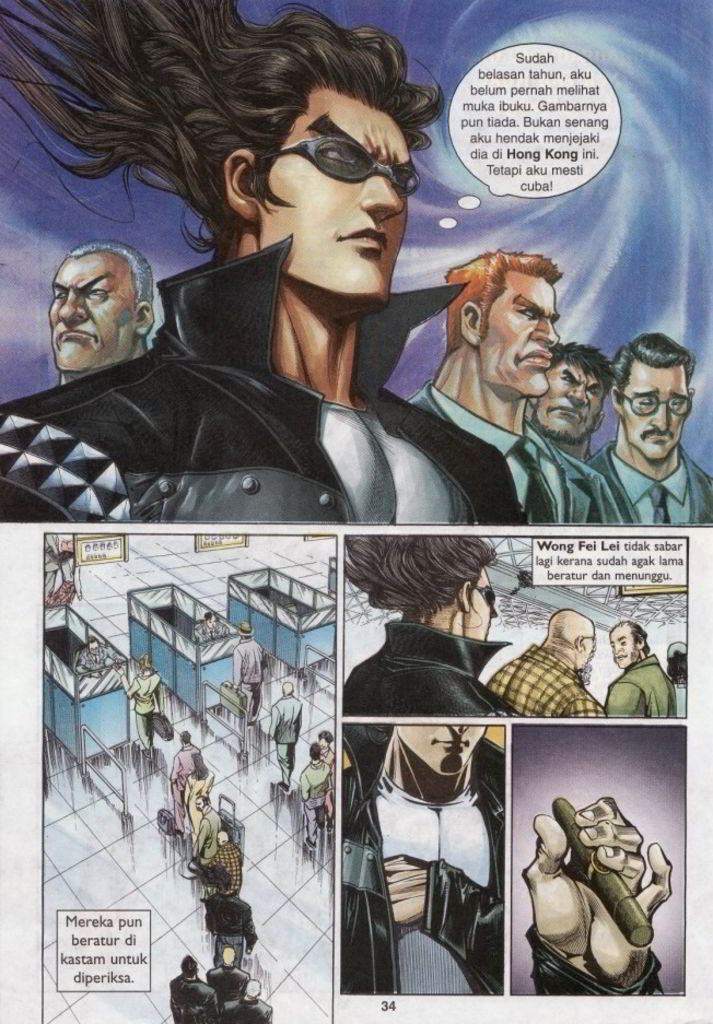 Sudah
belasan tahun, aku
belum pernah melihat
muka ibuku. Gambarnya
pun tiada. Bukan senang
aku hendak menjejaki
dia di Hong Kong ini.
Tetapi aku mesti
cuba!
Wong Fei Lei tidak sabar
lagi kerana sudah agak lama
beratur dan menunggu.
Mereka pun
beratur di
kastam untuk
diperiksa.
34